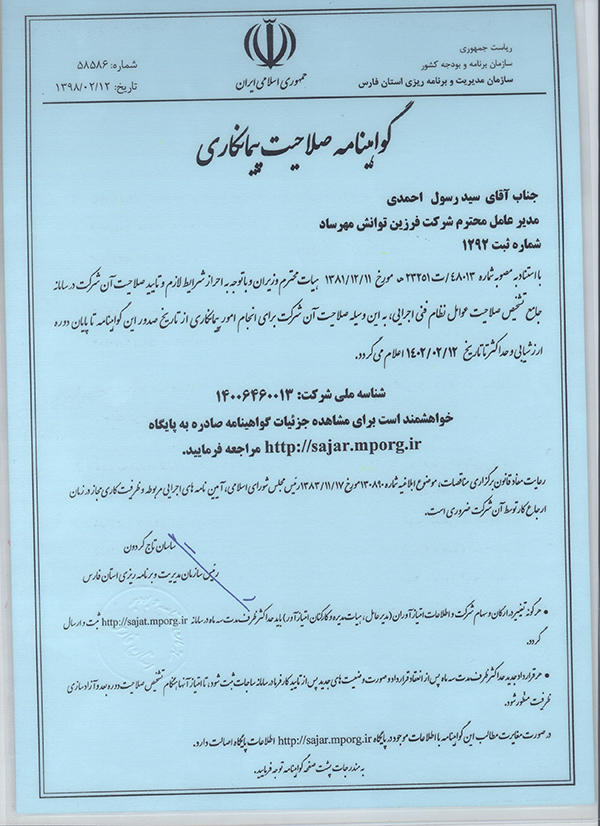 ریاست جمهوری
سازمان برنامه و بودجه کشور
سازمان مدیریت و برنامه ریزی استان فارس
جمهوری اسلامی ایران
شماره: ۵۸۵۸۶
تاریخ: ۱۳۹۸/۰۲/۱۲
گواهینامه صلاحیت پیمانکاری
جناب آقای سید رسول احمدی
مدیر عامل محترم شرکت فرزین توانش مهرساد
شماره ثبت ۱۲۹۲
با استناد به مصوبه شماره ۴۸۰۱۳/ت۲۳۲۵۱ه مورخ ۱۳۸۱/۱۲/۱۱ هیات محترم وزیران و با توجه به احراز شرایط لازم و تایید صلاحیت آن شرکت در سامانه
جامع تشخیص صلاحیت عوامل نظام فنی اجرایی، به این وسیله صلاحیت آن شرکت برای انجام امور پیمانکاری از تاریخ صدور این گواهینامه تا پایان دوره
ارزشیابی و حداکثر تا تاریخ ۱۴۰۲/۰۲/۱۲ اعلام می گردد.
شناسه ملی شرکت: ۱۴۰۰۶۴۶۰۰۱۳
خواهشمند است برای مشاهده جزئیات گواهینامه صادره به پایگاه
http://sajar.mporg.ir مراجعه فرمایید.
رعایت مفاد قانون برگزاری مناقصات، موضوع ابلاغیه شماره ۱۳۰۸۹۰ مورخ ۱۳۸۳/۱۱/۱۷ رئیس مجلس شورای اسلامی، آیین نامه های اجرایی مربوطه و ظرفیت کاری مجاز در زمان
ارجاع کار توسط آن شرکت ضروری است.
ساسان تاج گردون
رئیس سازمان مدیریت و برنامه ریزی استان فارس
• هر گونه تغییر در ارکان و سهام شرکت و اطلاعات امتیازآوران (مدیرعامل، هیات مدیره و کارکنان امتیازآور) باید حداکثر ظرف مدت سه ماه در سامانه http://sajat.mporg.ir ثبت و ارسال
گردد.
• هر قرارداد جدید حداکثر ظرف مدت سه ماه پس از انعقاد قرارداد و صورت وضعیت های جدید پس از تایید کارفرما در سامانه ساجات ثبت شود، تا امتیاز آنها هنگام تشخیص صلاحیت دوره بعد و آزادسازی
ظرفیت منظور شود.
در صورت مغایرت مطالب این گواهینامه با اطلاعات موجود در پایگاه http://sajar.mporg.ir اطلاعات پایگاه اصالت دارد.
به مندرجات پشت صفحه گواهینامه توجه فرمایید.